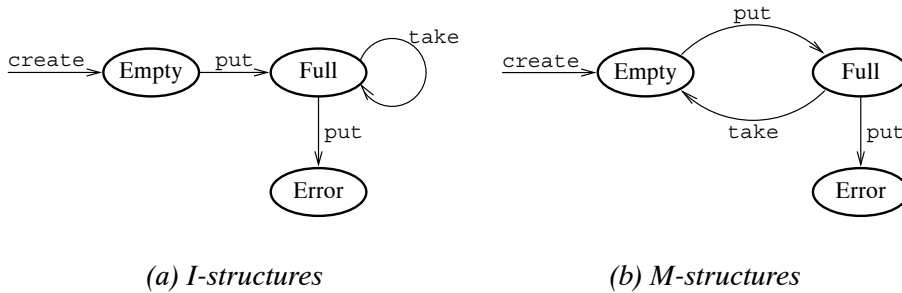 create
Empty
put
Full
take
put
Error
(a) I-structures
create
Empty
put
Full
take
put
Error
(b) M-structures